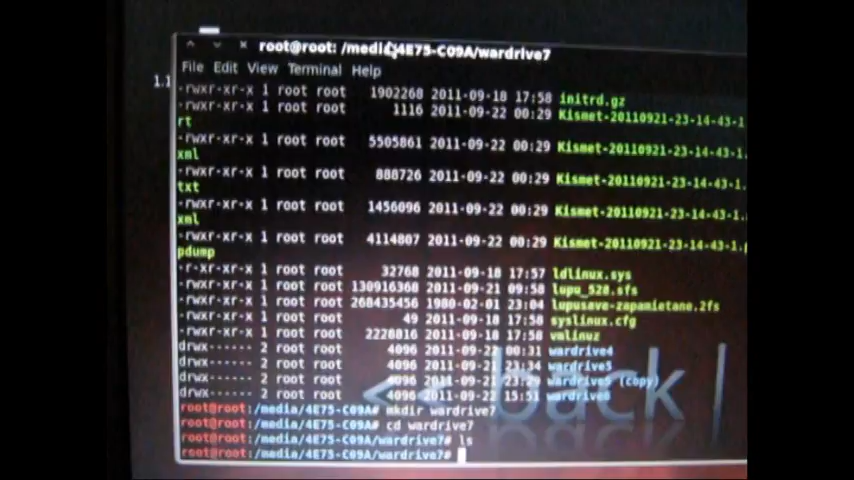 root@root: /media/4E75-C09A/wardrive7
File Edit View Terminal Help
1.1
-rwxr-xr-x 1 root root 1902268 2011-09-18 17:58 initrd.gz
-rwxr-xr-x 1 root root 1116 2011-09-22 00:29 Kismet-20110921-23-14-43-1
rt
-rwxr-xr-x 1 root root 5505861 2011-09-22 00:29 Kismet-20110921-23-14-43-1.
xml
-rwxr-xr-x 1 root root 888726 2011-09-22 00:29 Kismet-20110921-23-14-43-1.
txt
-rwxr-xr-x 1 root root 1456096 2011-09-22 00:29 Kismet-20110921-23-14-43-1.
xml
-rwxr-xr-x 1 root root 4114807 2011-09-22 00:29 Kismet-20110921-23-14-43-1.p
pdump
-r-xr-xr-x 1 root root 32768 2011-09-18 17:57 ldlinux.sys
-rwxr-xr-x 1 root root 130916368 2011-09-21 09:58 lupu_528.sfs
-rwxr-xr-x 1 root root 268435456 1980-02-01 23:04 lupusave-zapamietane.2fs
-rwxr-xr-x 1 root root 49 2011-09-18 17:58 syslinux.cfg
-rwxr-xr-x 1 root root 2228816 2011-09-18 17:58 vmlinuz
drwx------ 2 root root 4096 2011-09-22 00:31 wardrive4
drwx------ 2 root root 4096 2011-09-21 23:34 wardrive5
drwx------ 2 root root 4096 2011-09-21 23:29 wardrive5 (copy)
drwx------ 2 root root 4096 2011-09-22 15:51 wardrive6
root@root:/media/4E75-C09A# mkdir wardrive7
root@root:/media/4E75-C09A# cd wardrive7
root@root:/media/4E75-C09A/wardrive7# ls
root@root:/media/4E75-C09A/wardrive7#
<< back |